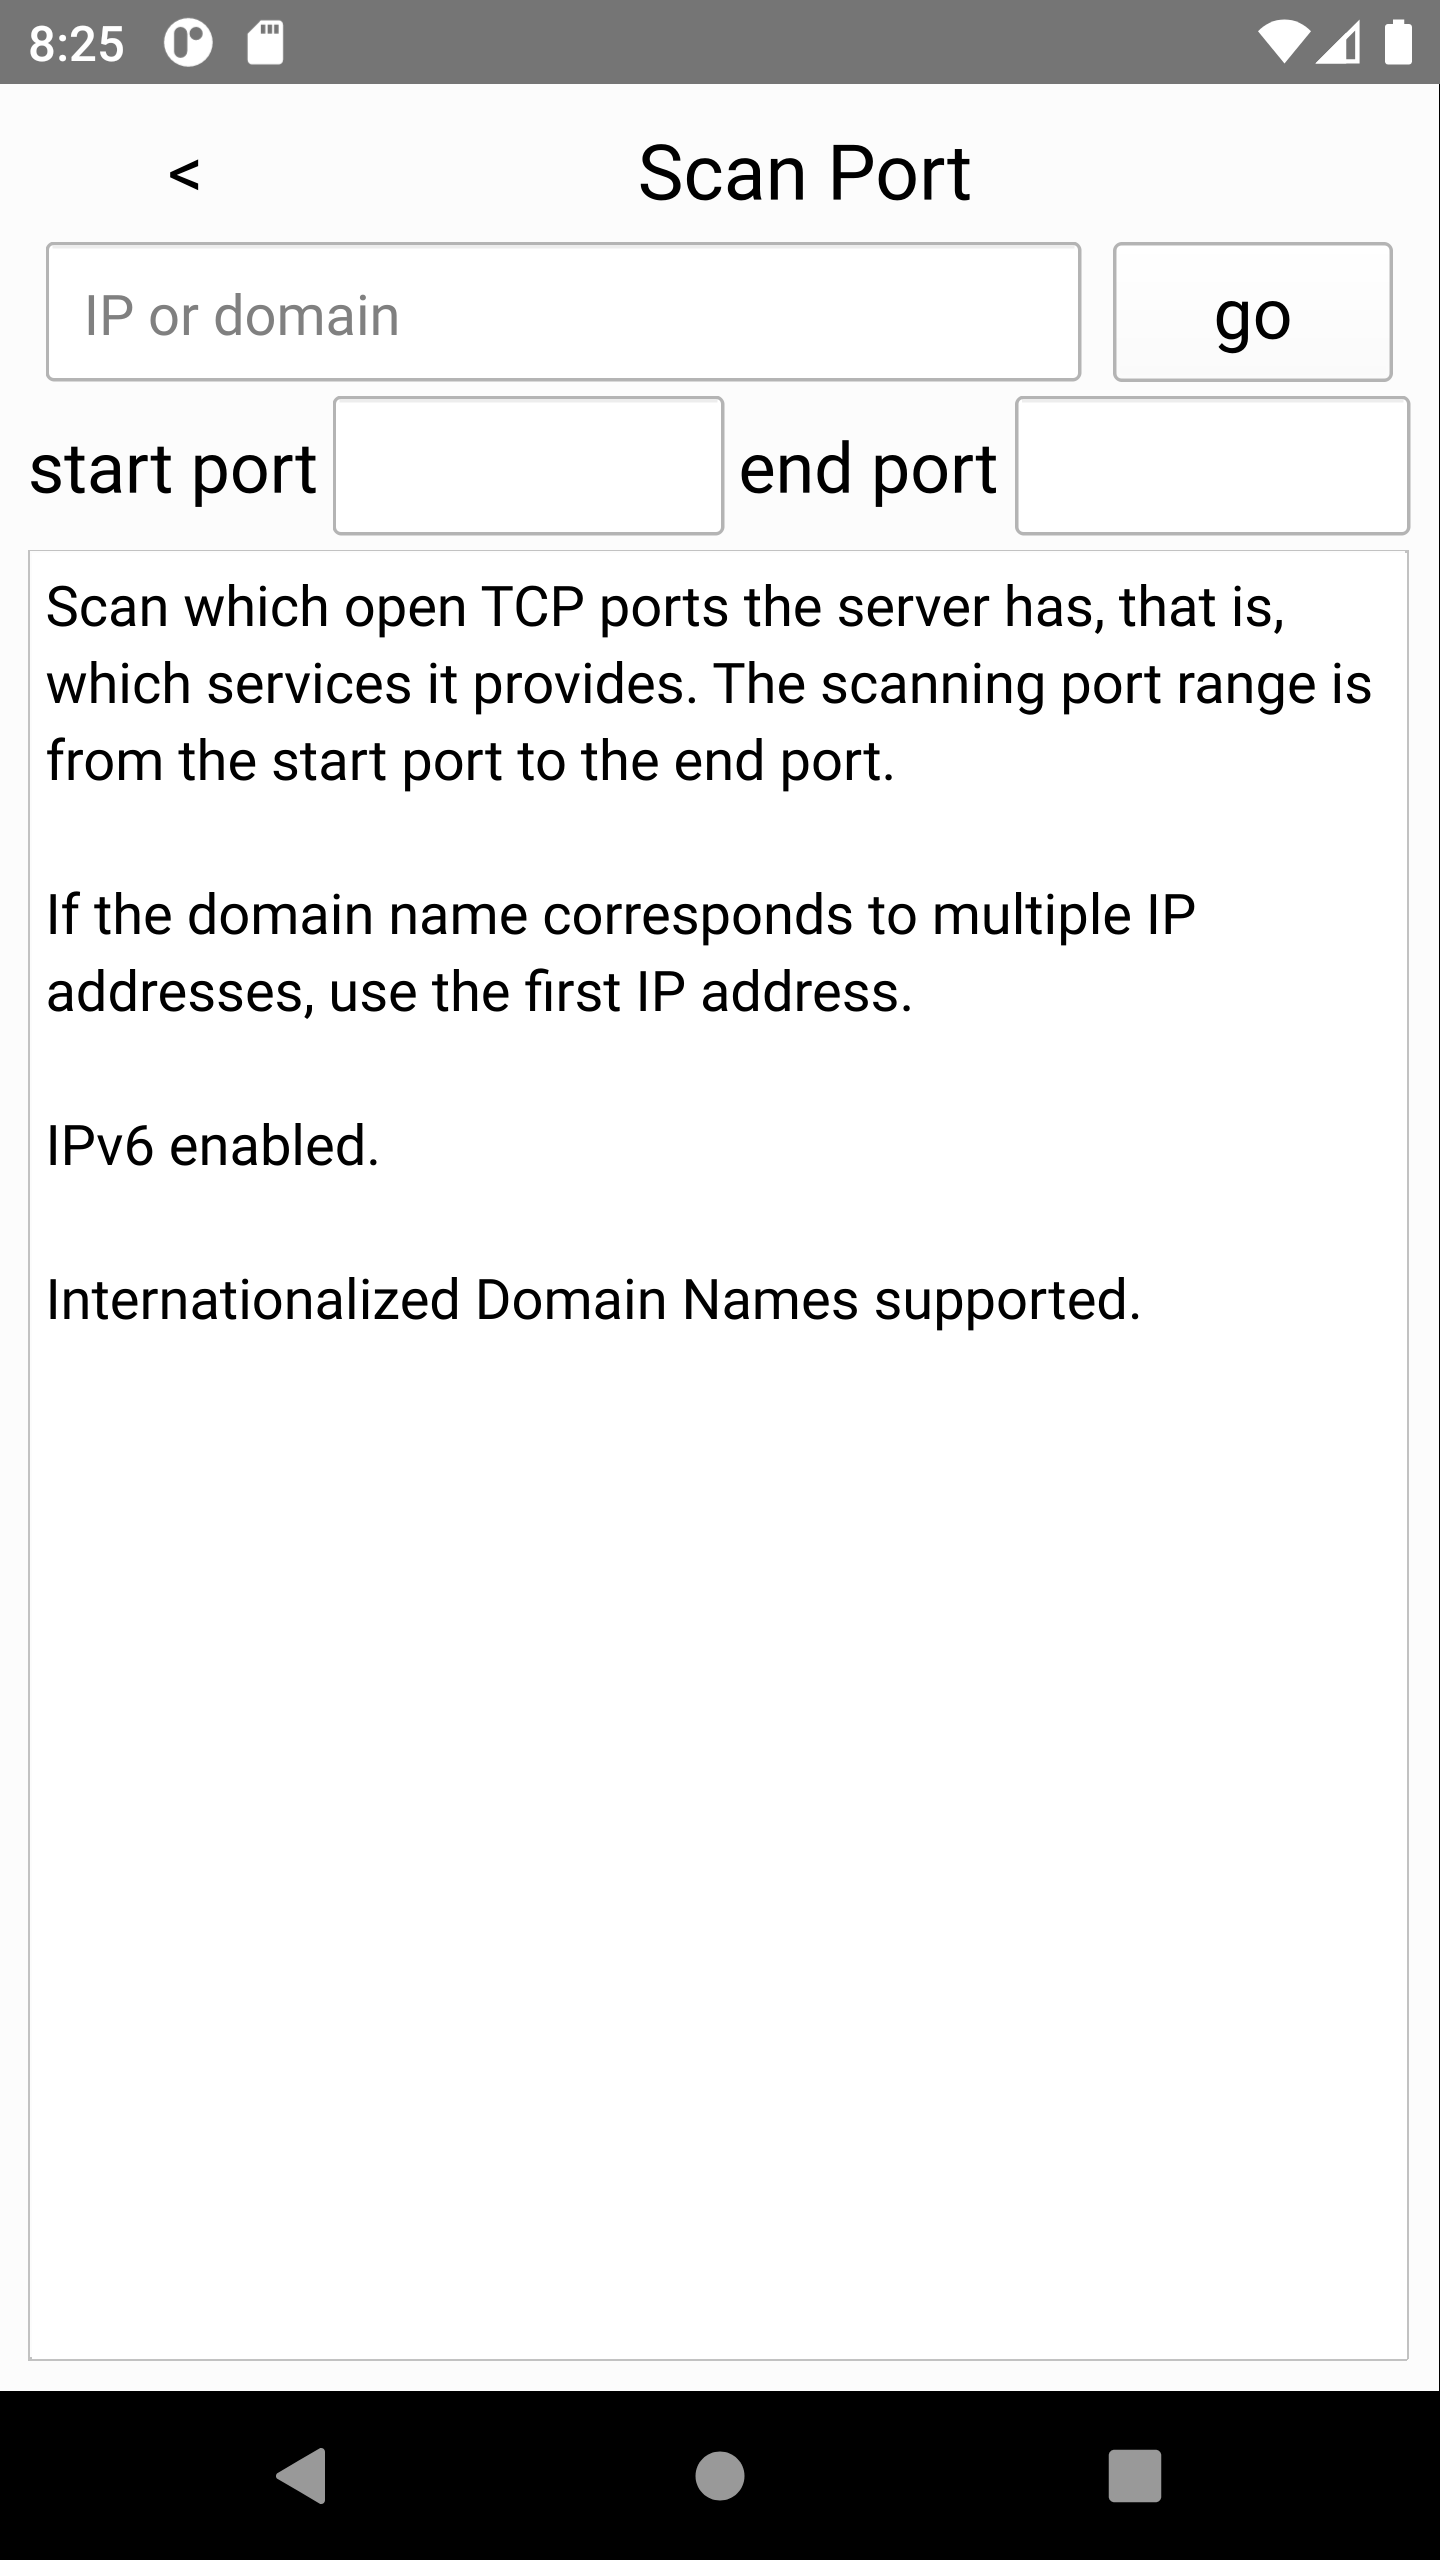 8:25
< Scan Port
IP or domain go
start port end port
Scan which open TCP ports the server has, that is,
which services it provides. The scanning port range is
from the start port to the end port.
If the domain name corresponds to multiple IP
addresses, use the first IP address.
IPv6 enabled.
Internationalized Domain Names supported.